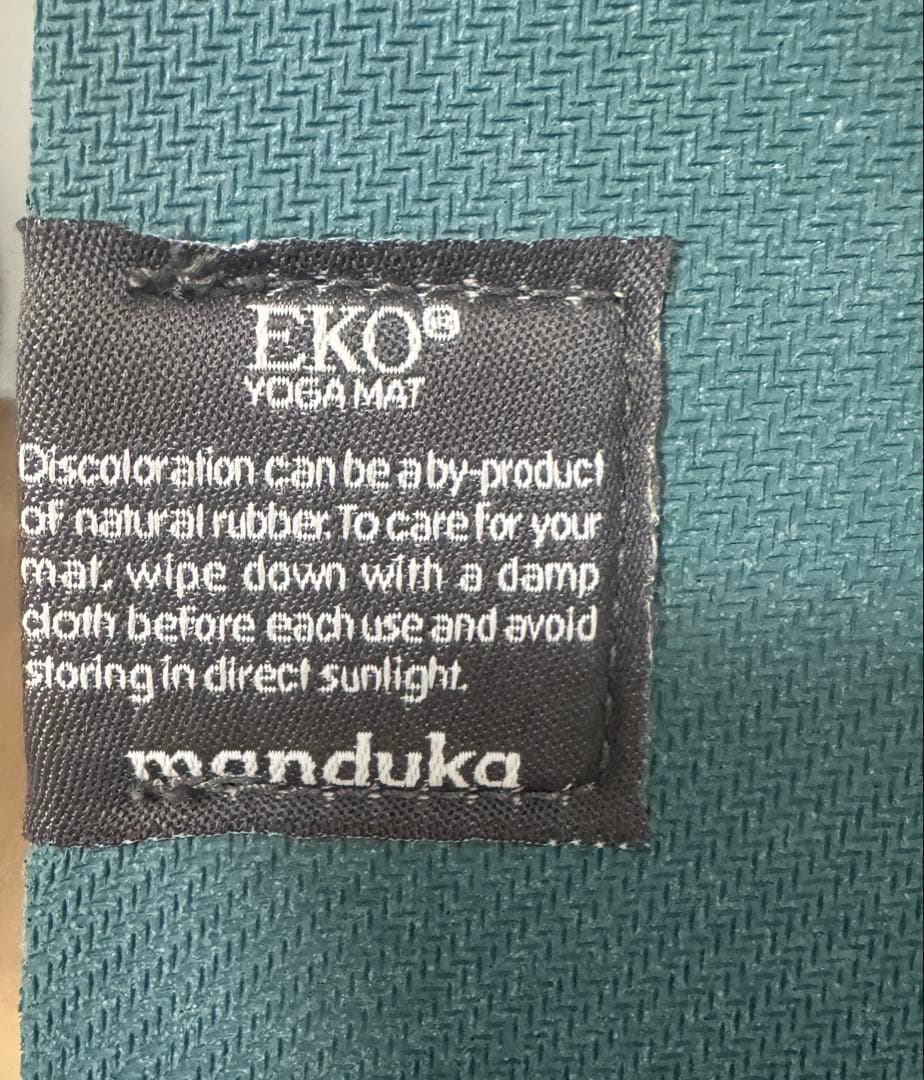 EKO®
YOGA MAT
Discoloration can be a by-product
of natural rubber. To care for your
mat, wipe down with a damp
cloth before each use and avoid
storing in direct sunlight.
manduka